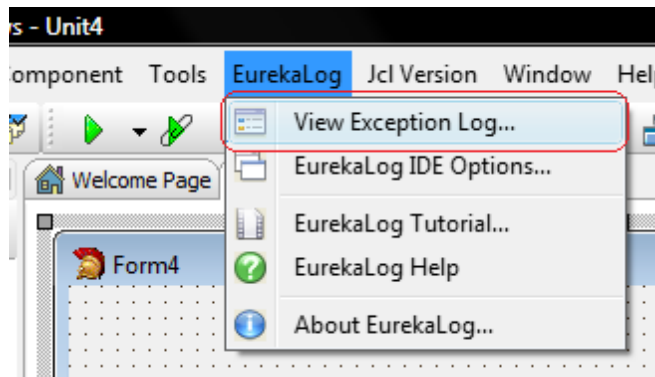 s - Unit4
omponent Tools EurekaLog Jcl Version Window Hel
View Exception Log...
Welcome Page
EurekaLog IDE Options...
EurekaLog Tutorial...
Form4
EurekaLog Help
About EurekaLog...